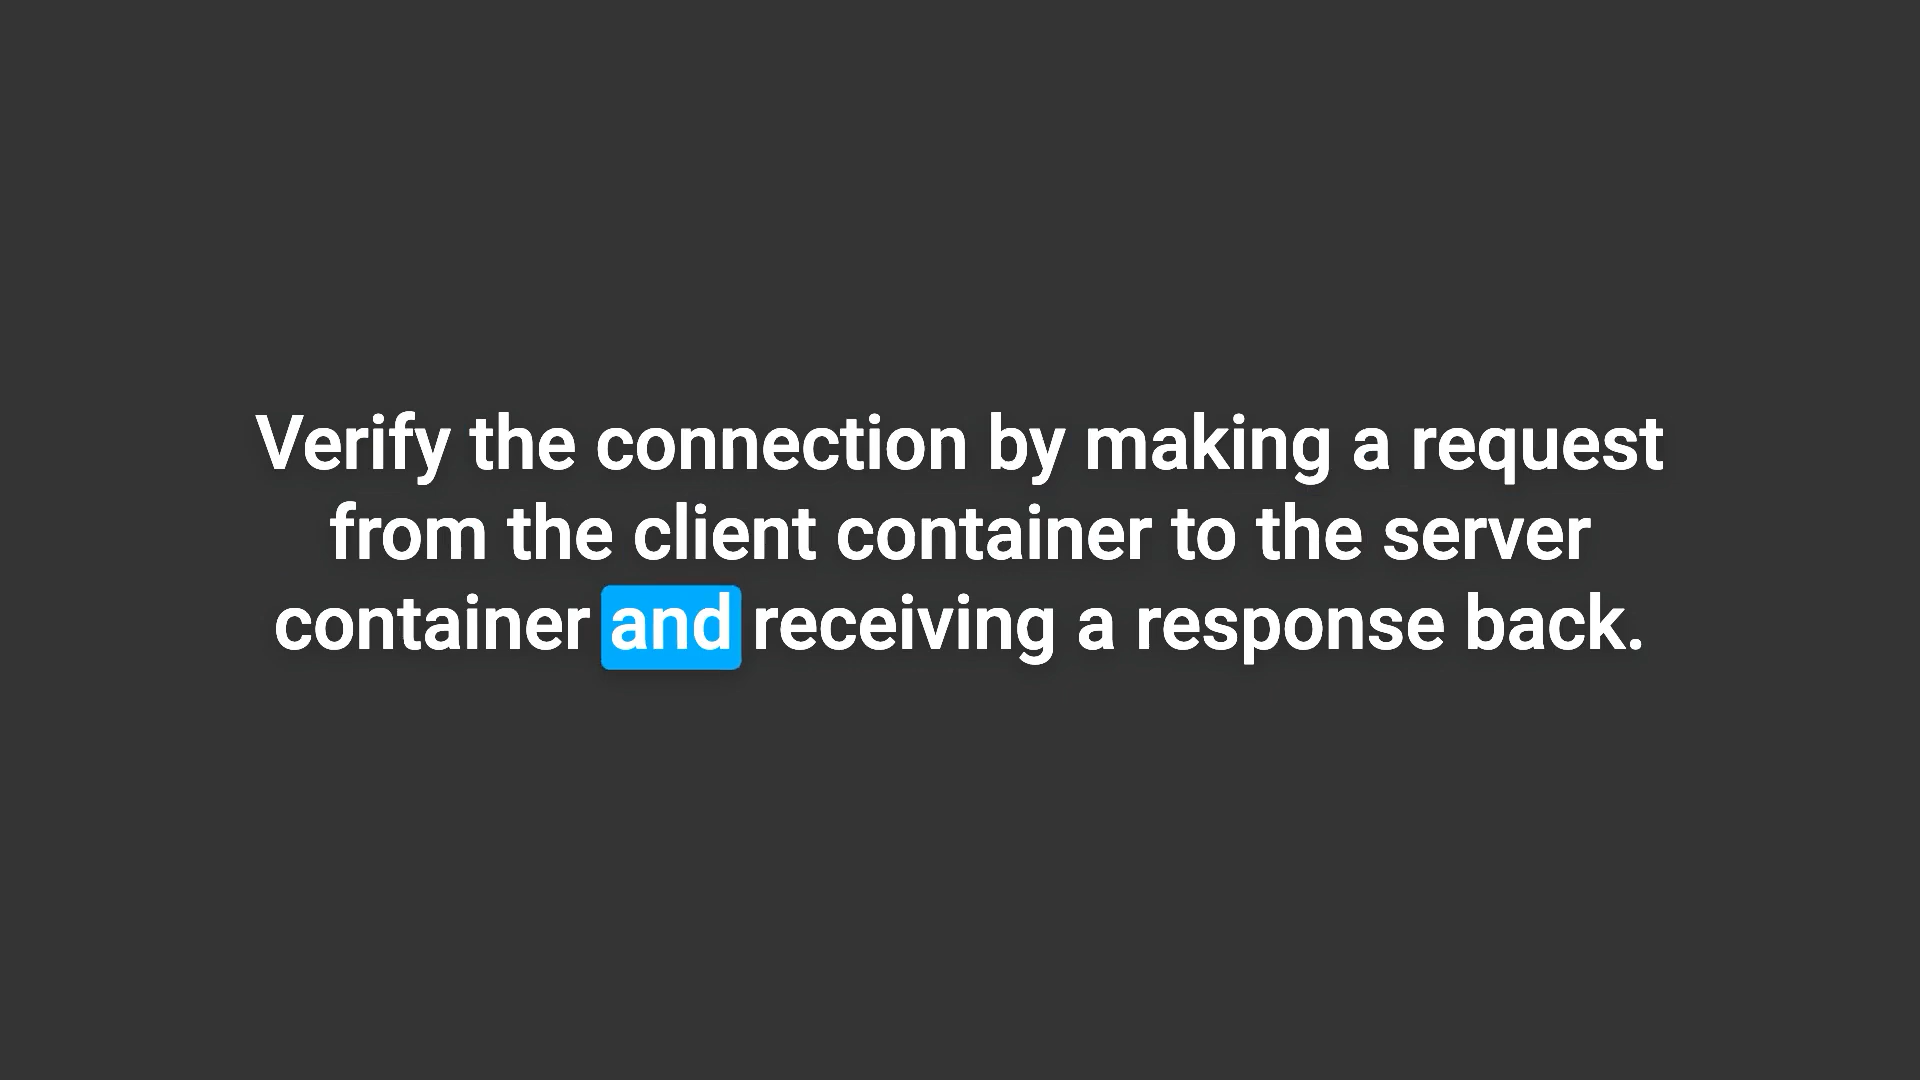 Verify the connection by making a request
from the client container to the server
container and receiving a response back.